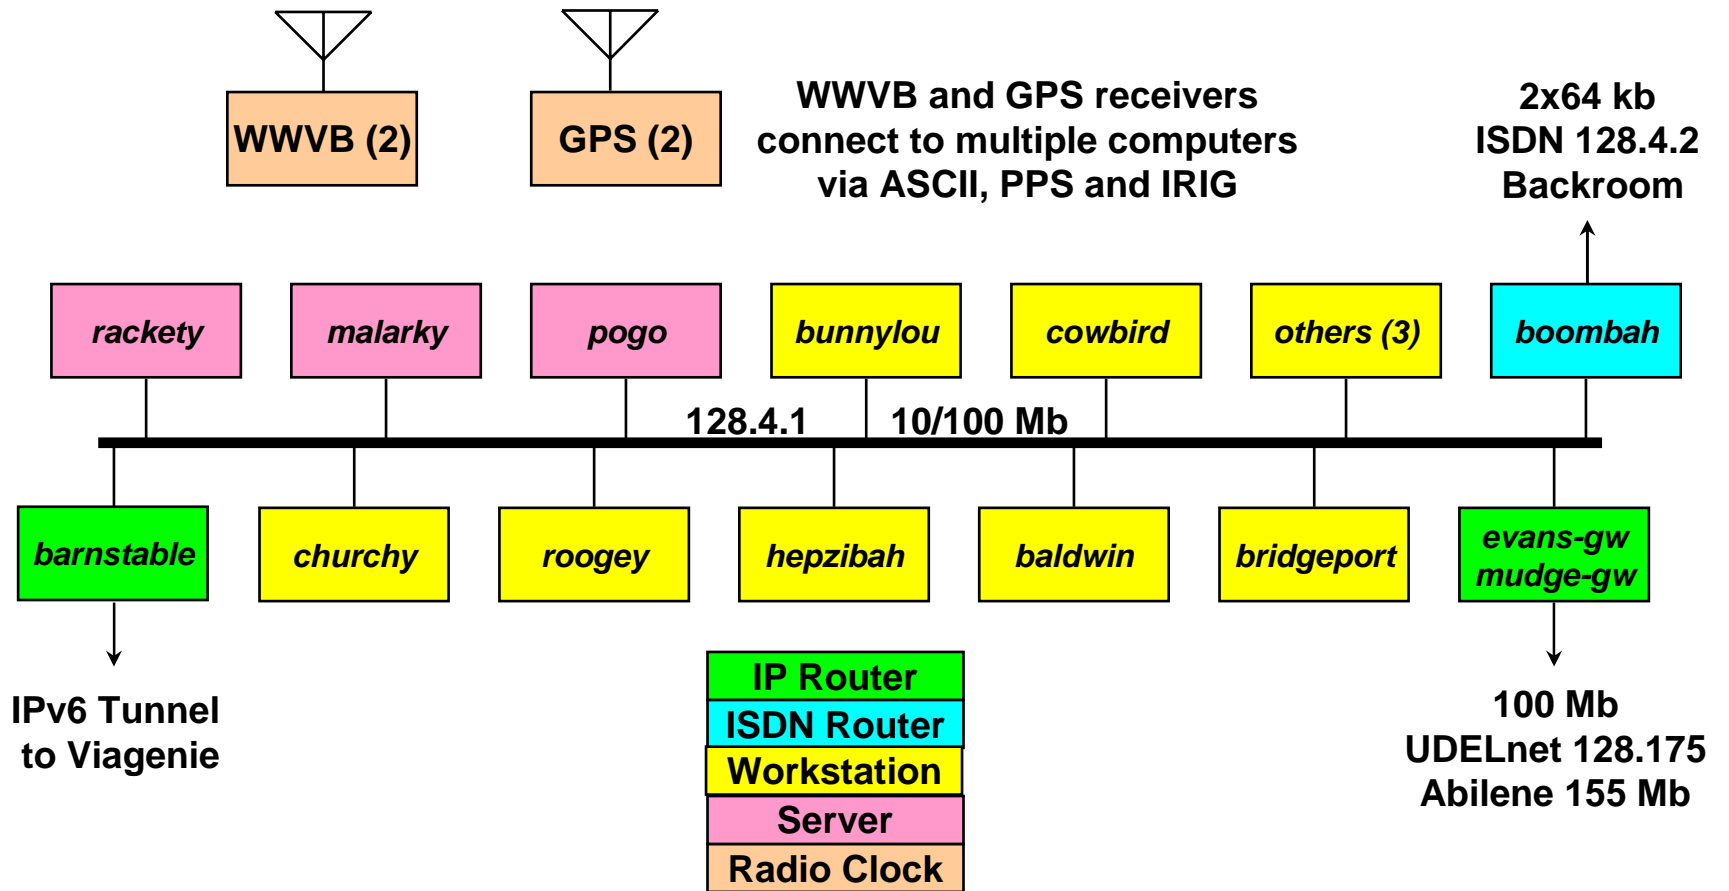 WWVB (2)
GPS (2)
WWVB and GPS receivers
connect to multiple computers
via ASCII, PPS and IRIG
2x64 kb
ISDN 128.4.2
Backroom
rackety
malarky
pogo
bunnylou
cowbird
others (3)
boombah
128.4.1
10/100 Mb
barnstable
churchy
roogey
hepzibah
baldwin
bridgeport
evans-gw
mudge-gw
IPv6 Tunnel
to Viagenie
IP Router
ISDN Router
Workstation
Server
Radio Clock
100 Mb
UDELnet 128.175
Abilene 155 Mb